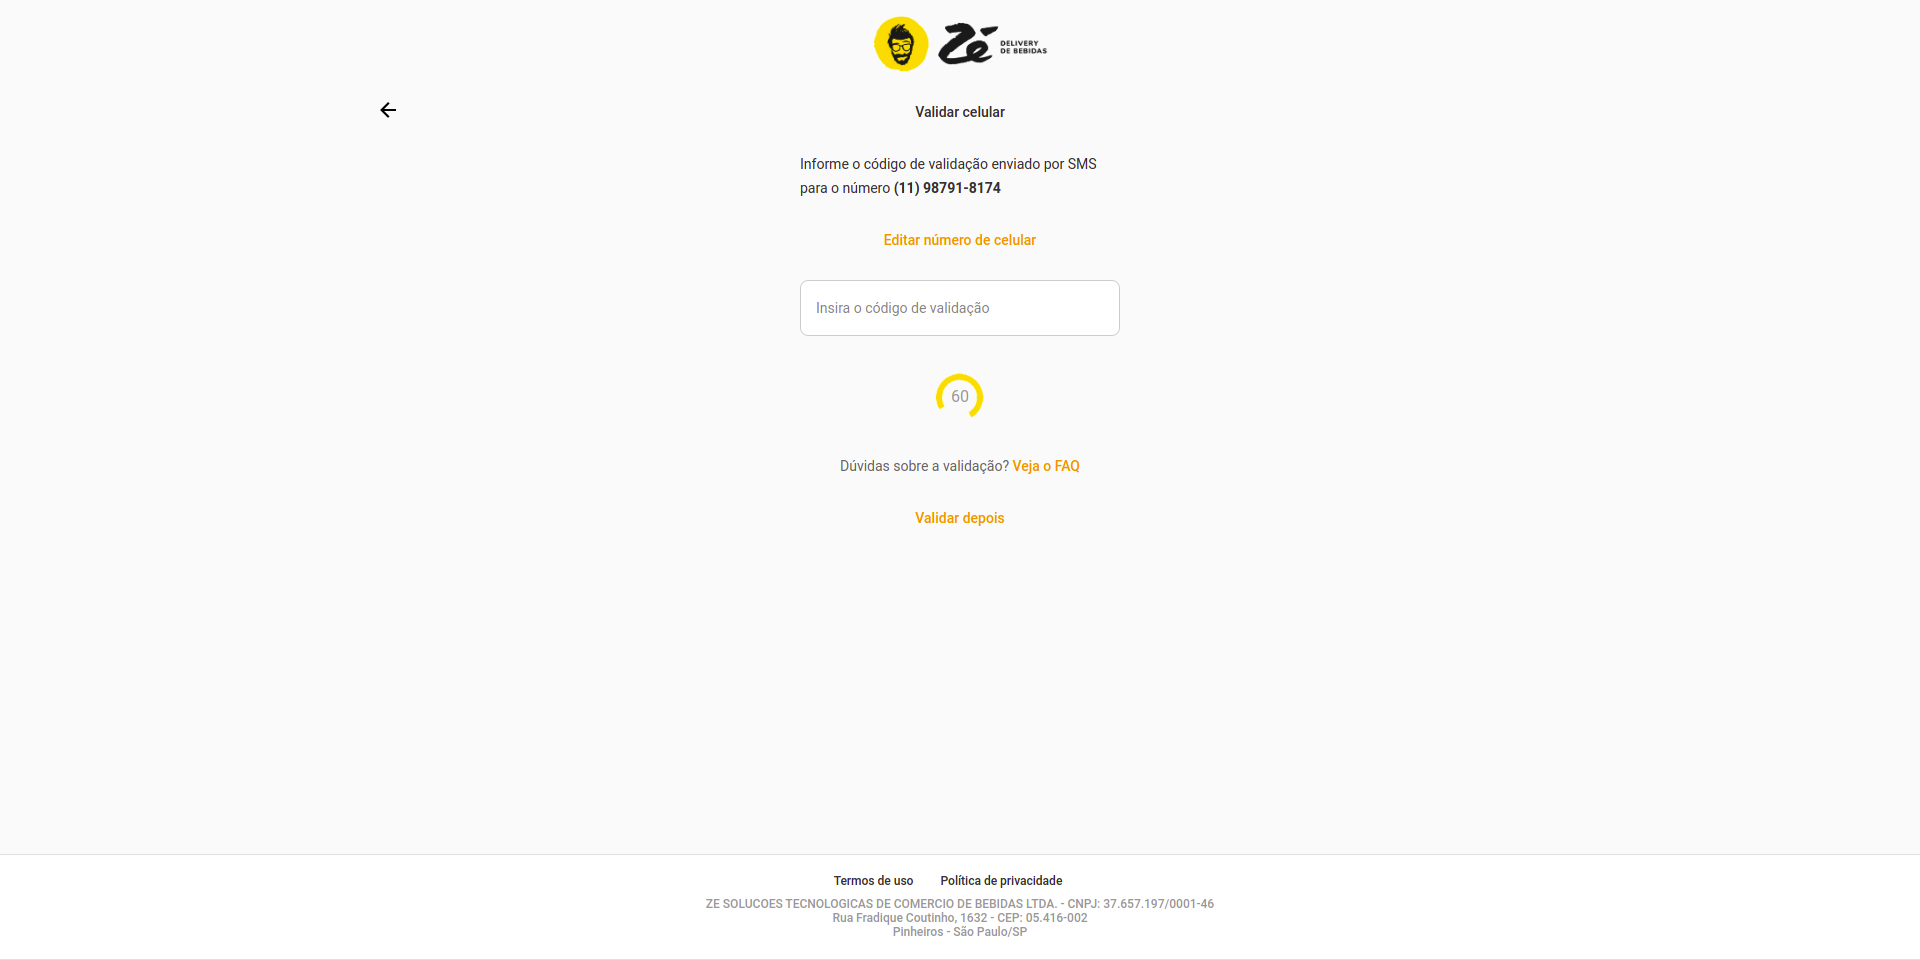 Zé DELIVERY
DE BEBIDAS
Validar celular
Informe o código de validação enviado por SMS
para o número (11) 98791-8174
Editar número de celular
Insira o código de validação
60
Dúvidas sobre a validação? Veja o FAQ
Validar depois
Termos de uso Política de privacidade
ZE SOLUCOES TECNOLOGICAS DE COMERCIO DE BEBIDAS LTDA. - CNPJ: 37.657.197/0001-46
Rua Fradique Coutinho, 1632 - CEP: 05.416-002
Pinheiros - São Paulo/SP